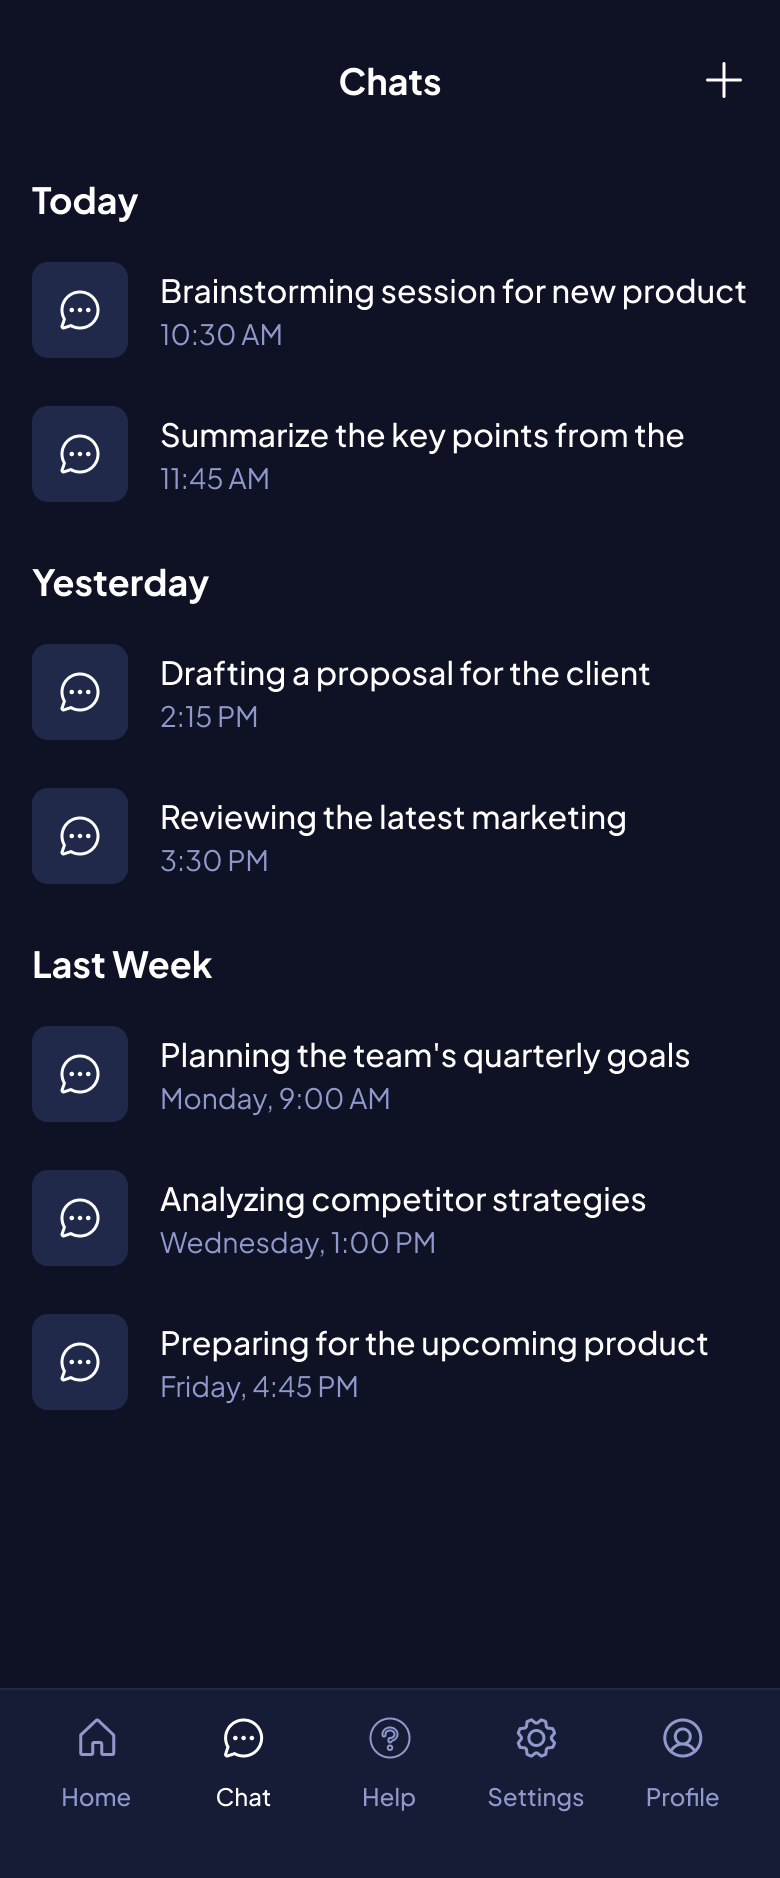 Chats
Today
Brainstorming session for new product
10:30 AM
Summarize the key points from the
11:45 AM
Yesterday
Drafting a proposal for the client
2:15 PM
Reviewing the latest marketing
3:30 PM
Last Week
Planning the team's quarterly goals
Monday, 9:00 AM
Analyzing competitor strategies
Wednesday, 1:00 PM
Preparing for the upcoming product
Friday, 4:45 PM
Home Chat Help Settings Profile